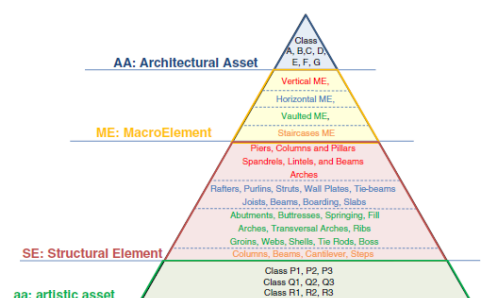 Class
A, B,C, D,
E, F, G
AA: Architectural Asset
Vertical ME,
Horizontal ME,
Vaulted ME,
Staircases ME
ME: MacroElement
Piers, Columns and Pillars
Spandrels, Lintels, and Beams
Arches
Rafters, Purlins, Struts, Wall Plates, Tie-beams
Joists, Beams, Boarding, Slabs
Abutments, Buttresses, Springing, Fill
Arches, Transversal Arches, Ribs
Groins, Webs, Shells, Tie Rods, Boss
Columns, Beams, Cantiever, Steps
SE: Structural Element
Class P1, P2, P3
Class Q1, Q2, Q3
Class R1, R2, R3
aa: artistic asset